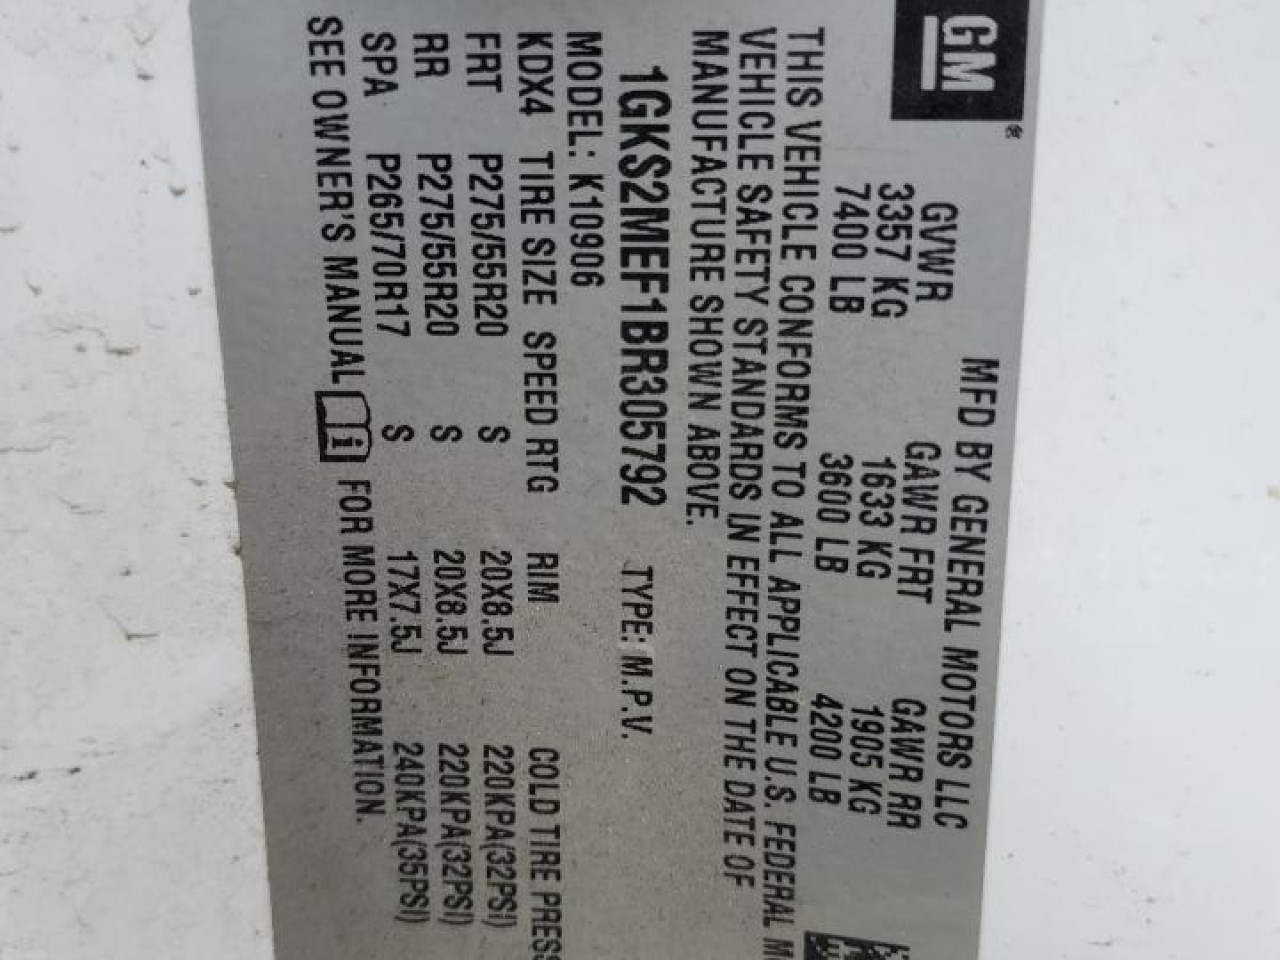 GM
MFD BY GENERAL MOTORS LLC
GVWR GAWR FRT GAWR RR
3357 KG 1633 KG 1905 KG
7400 LB 3600 LB 4200 LB
THIS VEHICLE CONFORMS TO ALL APPLICABLE U.S. FEDERAL
VEHICLE SAFETY STANDARDS IN EFFECT ON THE DATE OF
MANUFACTURE SHOWN ABOVE.
1GKS2MEF1BR305792 TYPE: M.P.V.
MODEL: K10906
KDX4 TIRE SIZE SPEED RTG RIM COLD TIRE PRESS
FRT P275/55R20 S 20X8.5J 220KPA(32PSI)
RR P275/55R20 S 20X8.5J 220KPA(32PSI)
SPA P265/70R17 S 17X7.5J 240KPA(35PSI)
SEE OWNER'S MANUAL i FOR MORE INFORMATION.